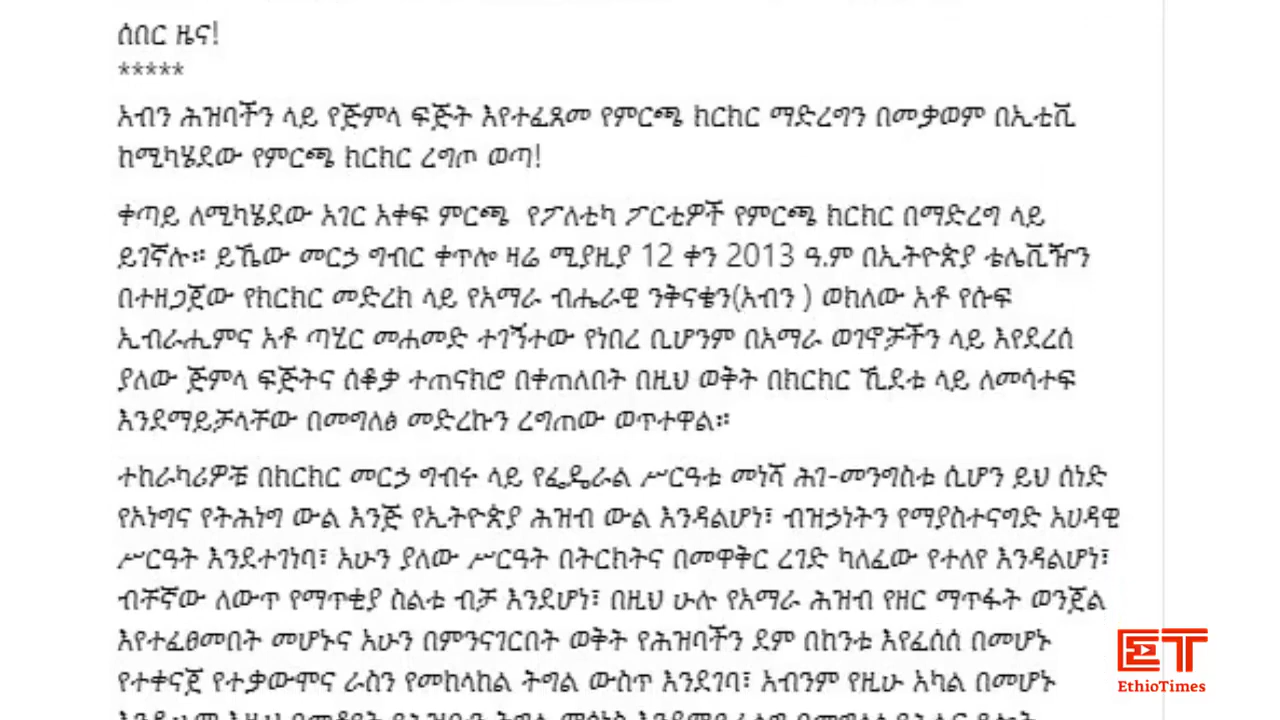 ሰበር ዜና!
*****
አብን ሕዝባችን ላይ የጅምላ ፍጅት እየተፈጸመ የምርጫ ክርክር ማድረግን በመቃወም በኢቲቪ
ከሚካሄደው የምርጫ ክርክር ረግጦ ወጣ!
ቀጣይ ለሚካሄደው አገር አቀፍ ምርጫ የፖለቲካ ፓርቲዎች የምርጫ ክርክር በማድረግ ላይ
ይገኛሉ። ይኼው መርኃ ግብር ቀጥሎ ዛሬ ሚያዚያ 12 ቀን 2013 ዓ.ም በኢትዮጵያ ቴሌቪዥን
በተዘጋጀው የክርክር መድረክ ላይ የአማራ ብሔራዊ ንቅናቄን(አብን ) ወክለው አቶ የሱፍ
ኢብራሒምና አቶ ጣሂር መሐመድ ተገኝተው የነበረ ቢሆንም በአማራ ወገኖቻችን ላይ እየደረሰ
ያለው ጅምላ ፍጅትና ሰቆቃ ተጠናክሮ በቀጠለበት በዚህ ወቅት በክርክር ኺደቱ ላይ ለመሳተፍ
እንደማይቻላቸው በመግለፅ መድረኩን ረግጠው ወጥተዋል።
ተከራካሪዎቹ በክርክር መርኃ ግብሩ ላይ የፌዴራል ሥርዓቱ መነሻ ሕገ-መንግስቱ ሲሆን ይህ ሰነድ
የአነግና የትሕነግ ውል እንጅ የኢትዮጵያ ሕዝብ ውል እንዳልሆነ፣ ብዝኃነትን የማያስተናግድ አሀዳዊ
ሥርዓት እንደተገነባ፣ አሁን ያለው ሥርዓት በትርክትና በመዋቅር ረገድ ካለፈው የተለየ እንዳልሆነ፣
ብቸኛው ለውጥ የማጥቂያ ስልቱ ብቻ እንደሆነ፣ በዚህ ሁሉ የአማራ ሕዝብ የዘር ማጥፋት ወንጀል
እየተፈፀመበት መሆኑና አሁን በምንናገርበት ወቅት የሕዝባችን ደም በከንቱ እየፈሰሰ በመሆኑ
የተቀናጀ የተቃውሞና ራስን የመከላከል ትግል ውስጥ እንደገባ፣ አብንም የዚሁ አካል በመሆኑ
ET
EthioTimes